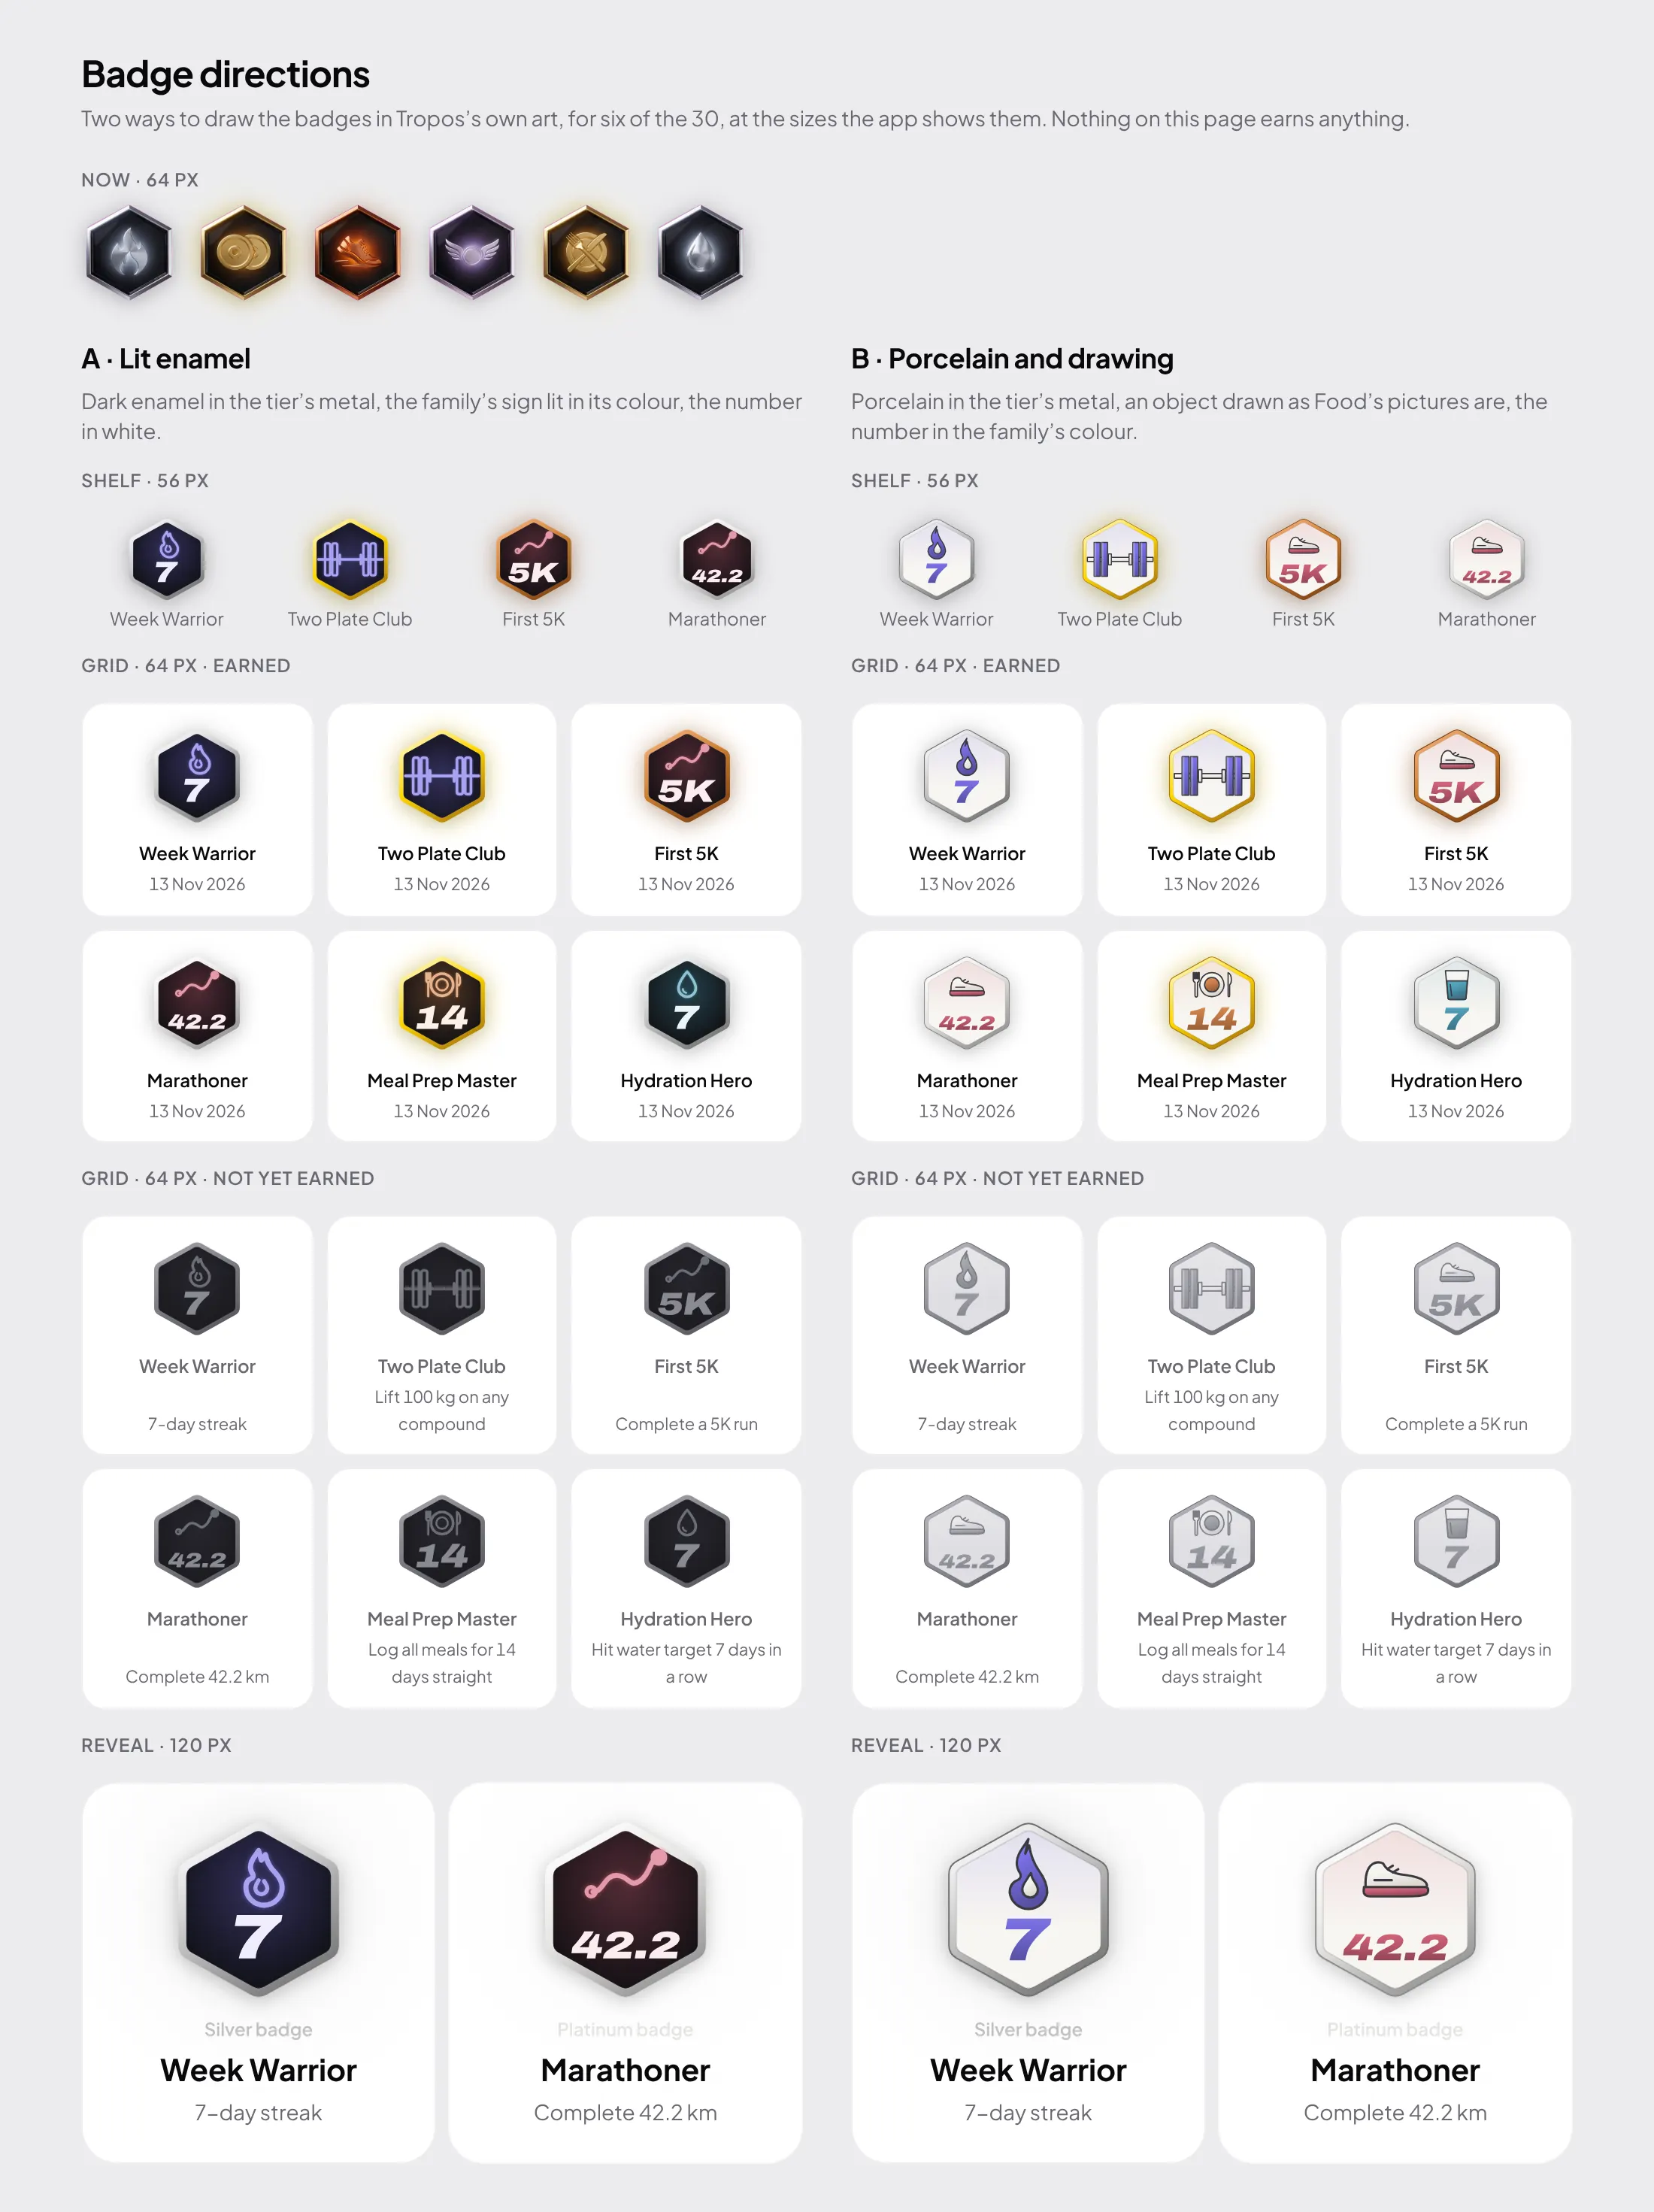 Badge directions
Two ways to draw the badges in Tropos’s own art, for six of the 30, at the sizes the app shows them. Nothing on this page earns anything.
NOW · 64 PX
A · Lit enamel
Dark enamel in the tier’s metal, the family’s sign lit in its colour, the number
in white.
SHELF · 56 PX
7
5K
42.2
Week Warrior
Two Plate Club
First 5K
Marathoner
GRID · 64 PX · EARNED
7
5K
Week Warrior
Two Plate Club
First 5K
13 Nov 2026
13 Nov 2026
13 Nov 2026
42.2
14
7
Marathoner
Meal Prep Master
Hydration Hero
13 Nov 2026
13 Nov 2026
13 Nov 2026
GRID · 64 PX · NOT YET EARNED
7
5K
Week Warrior
Two Plate Club
First 5K
Lift 100 kg on any
compound
7-day streak
Complete a 5K run
42.2
14
7
Marathoner
Meal Prep Master
Hydration Hero
Log all meals for 14
days straight
Hit water target 7 days in
a row
Complete 42.2 km
REVEAL · 120 PX
7
42.2
Silver badge
Platinum badge
Week Warrior
Marathoner
7-day streak
Complete 42.2 km
B · Porcelain and drawing
Porcelain in the tier’s metal, an object drawn as Food’s pictures are, the
number in the family’s colour.
SHELF · 56 PX
7
5K
42.2
Week Warrior
Two Plate Club
First 5K
Marathoner
GRID · 64 PX · EARNED
7
5K
Week Warrior
Two Plate Club
First 5K
13 Nov 2026
13 Nov 2026
13 Nov 2026
42.2
14
7
Marathoner
Meal Prep Master
Hydration Hero
13 Nov 2026
13 Nov 2026
13 Nov 2026
GRID · 64 PX · NOT YET EARNED
7
5K
Week Warrior
Two Plate Club
First 5K
Lift 100 kg on any
compound
7-day streak
Complete a 5K run
42.2
14
7
Marathoner
Meal Prep Master
Hydration Hero
Log all meals for 14
days straight
Hit water target 7 days in
a row
Complete 42.2 km
REVEAL · 120 PX
7
42.2
Silver badge
Platinum badge
Week Warrior
Marathoner
7-day streak
Complete 42.2 km